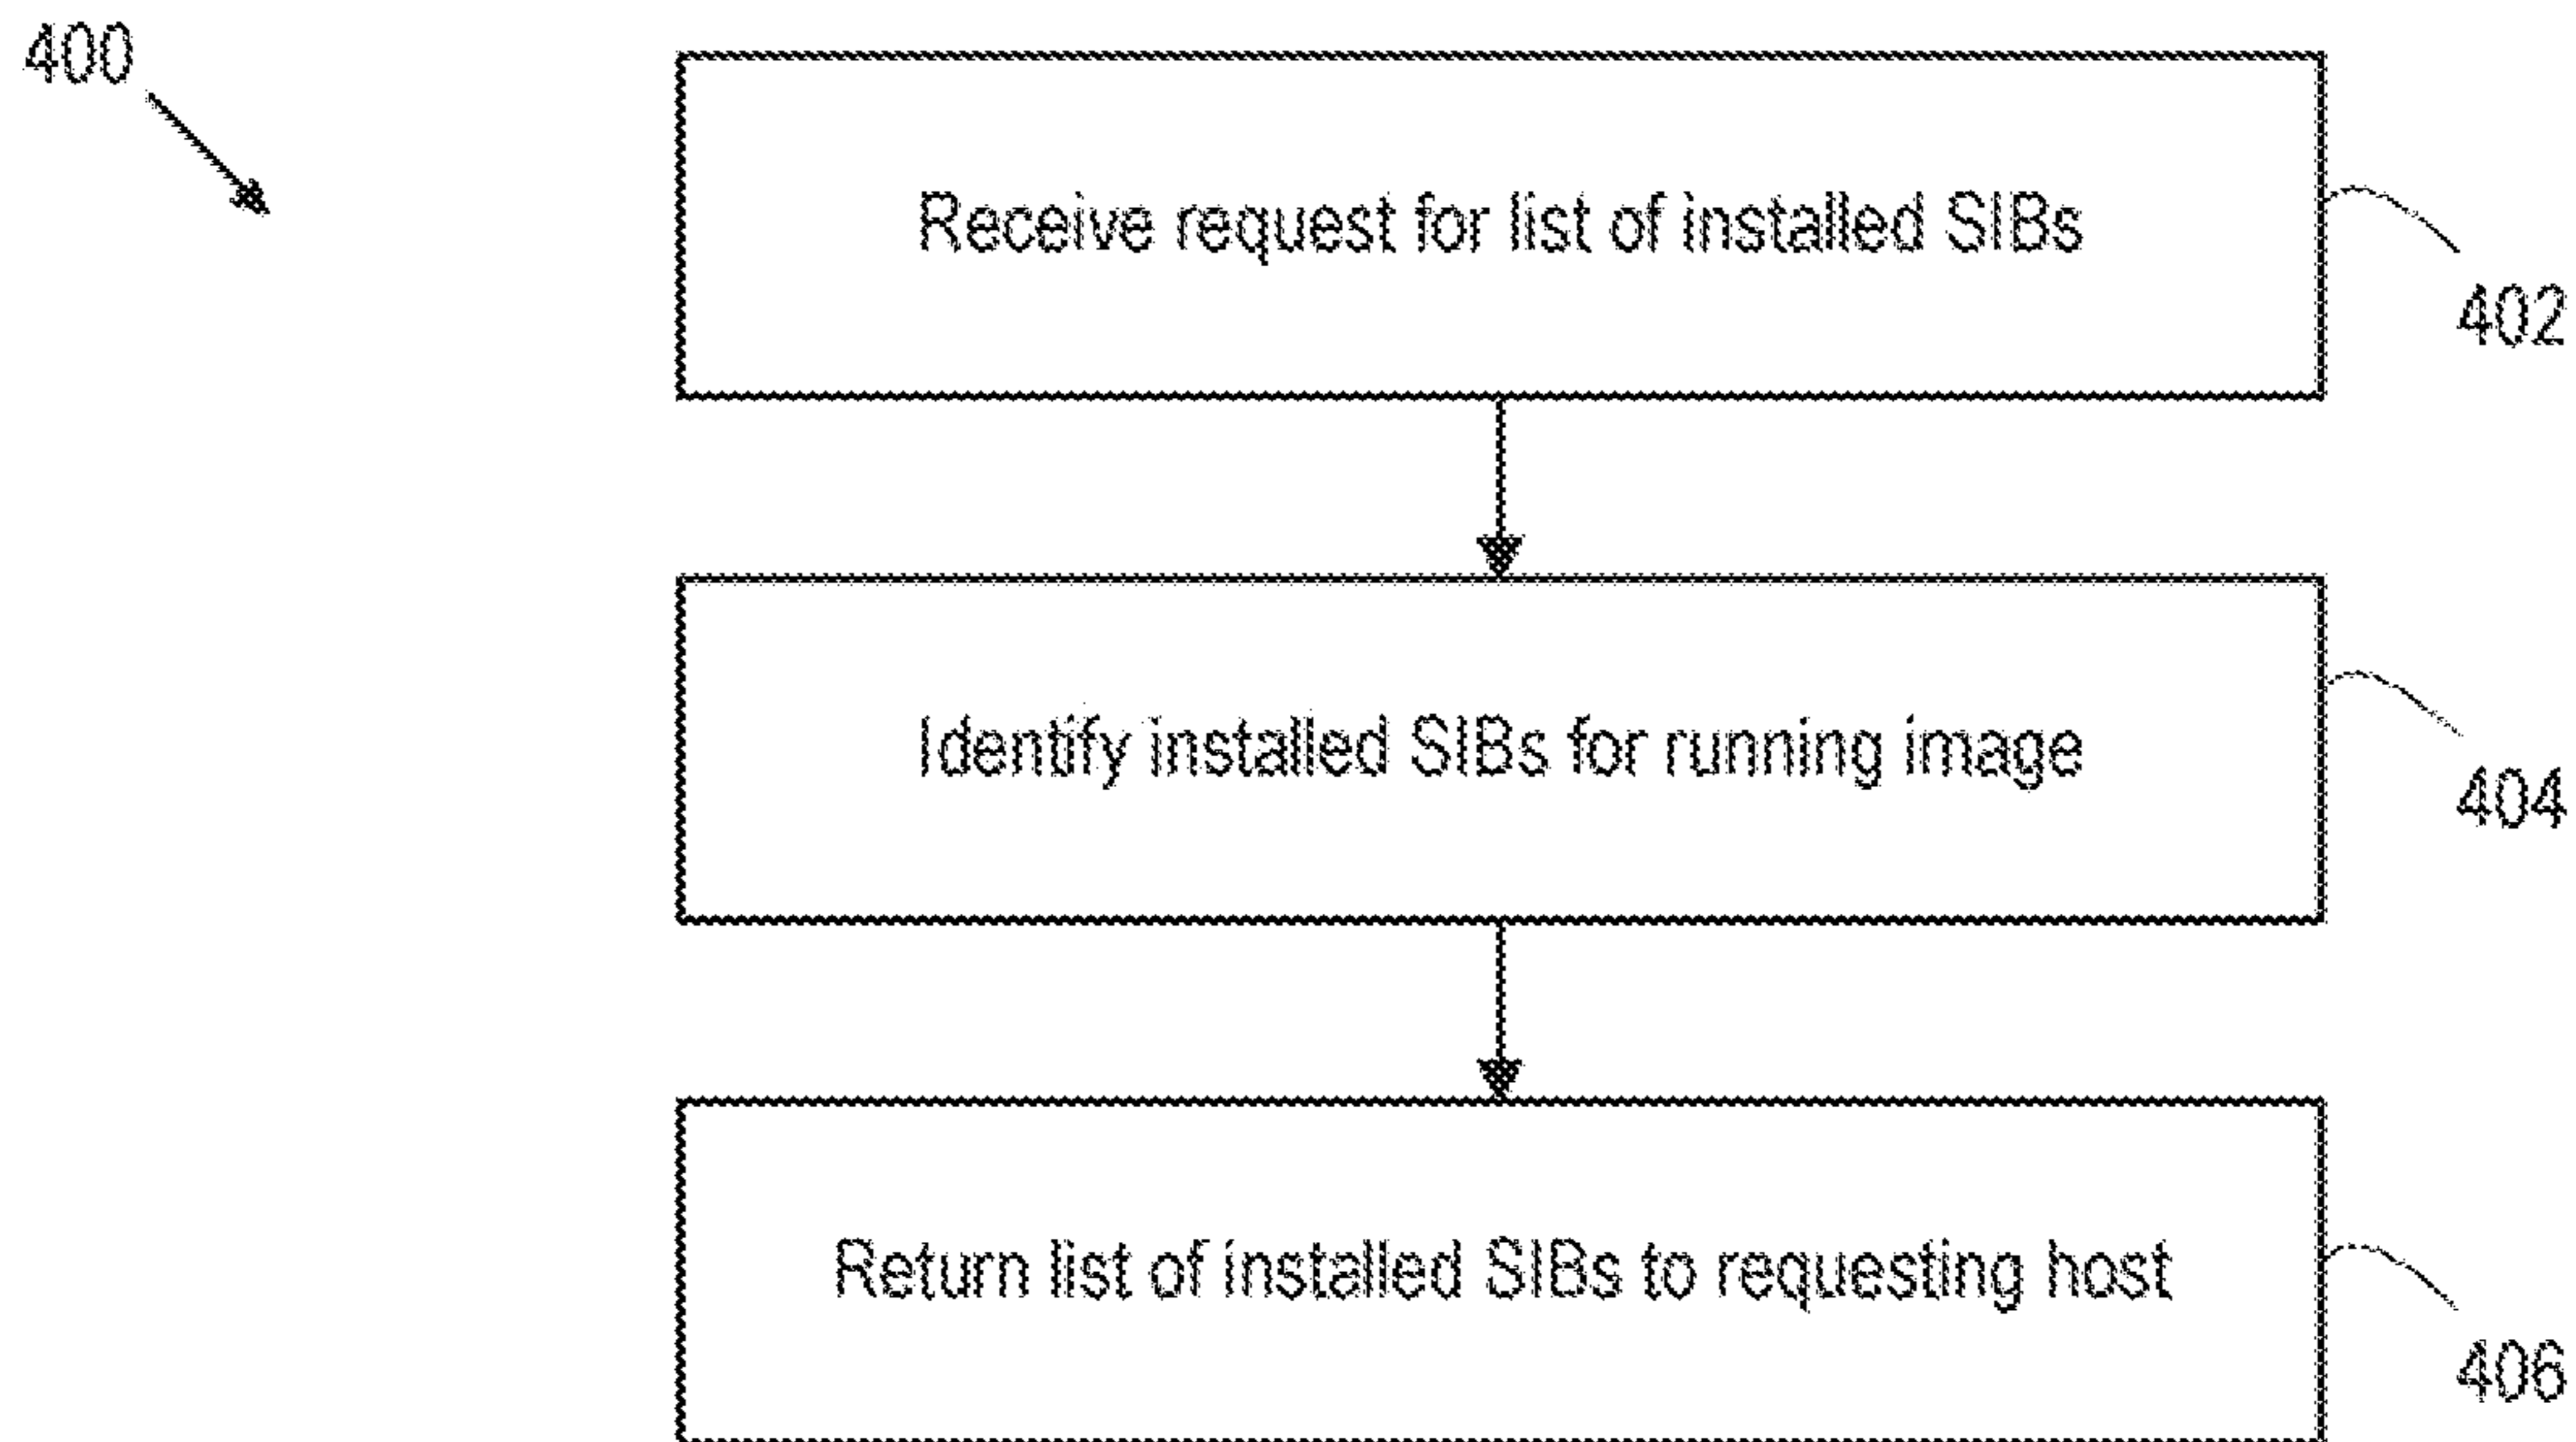 400
Receive request for list of installed SIBs
402
Identify installed SIBs for running image
404
Return list of installed SIBs to requesting host
406